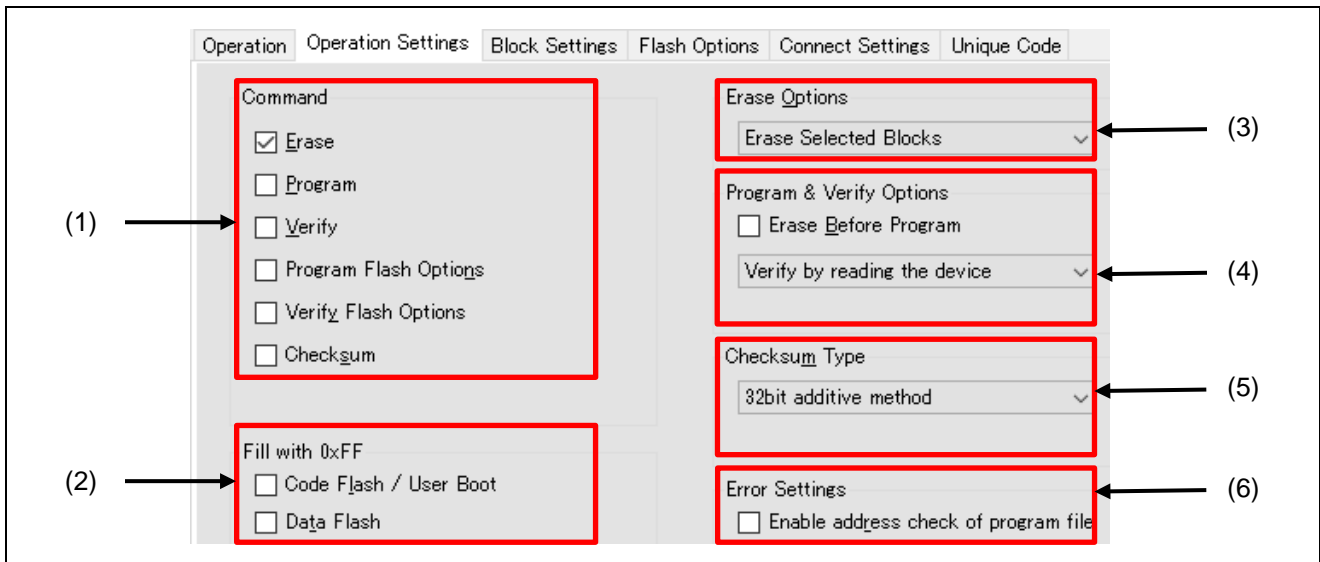 Operation Operation Settings Block Settings Flash Options Connect Settings Unique Code
(1)
Command
Erase
Program
Verify
Program Flash Options
Verify Flash Options
Checksum
(2)
Fill with 0xFF
Code Flash / User Boot
Data Flash
Erase Options
Erase Selected Blocks
(3)
Program & Verify Options
Erase Before Program
Verify by reading the device
(4)
Checksum Type
32bit additive method
(5)
Error Settings
Enable address check of program file
(6)